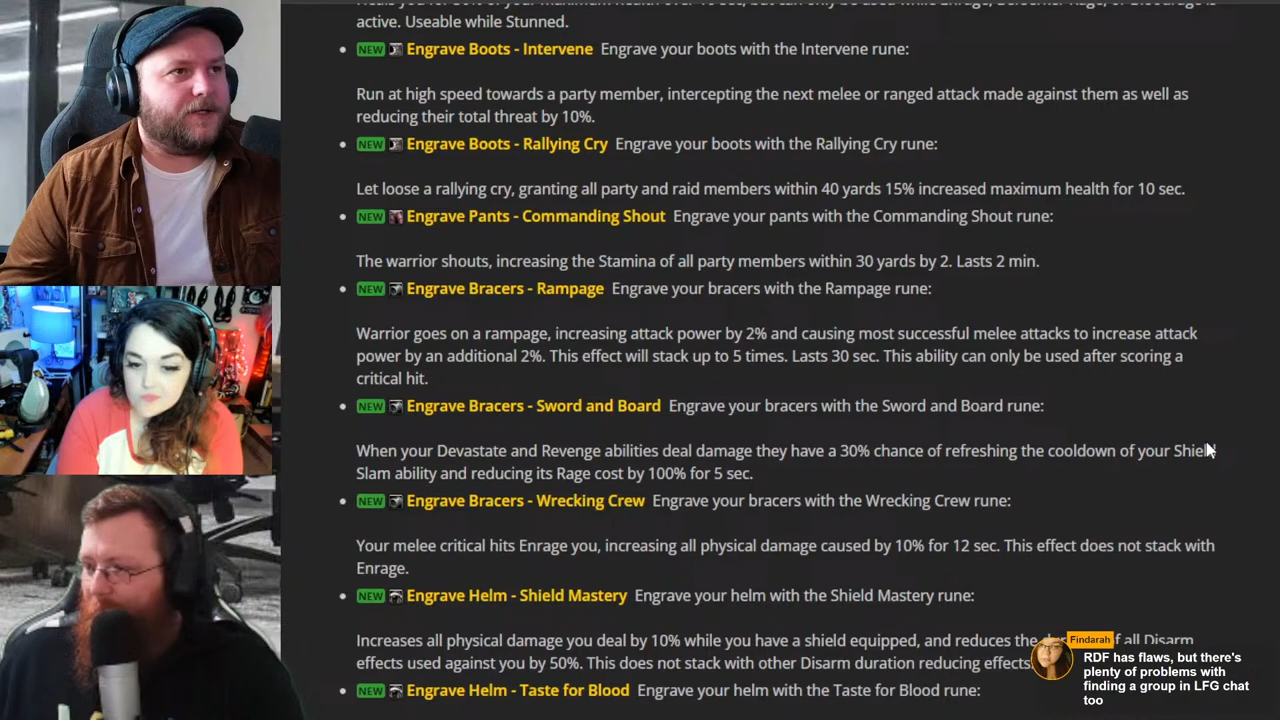 active. Useable while Stunned.
NEW Engrave Boots - Intervene Engrave your boots with the Intervene rune:
Run at high speed towards a party member, intercepting the next melee or ranged attack made against them as well as
reducing their total threat by 10%.
NEW Engrave Boots - Rallying Cry Engrave your boots with the Rallying Cry rune:
Let loose a rallying cry, granting all party and raid members within 40 yards 15% increased maximum health for 10 sec.
NEW Engrave Pants - Commanding Shout Engrave your pants with the Commanding Shout rune:
The warrior shouts, increasing the Stamina of all party members within 30 yards by 2. Lasts 2 min.
NEW Engrave Bracers - Rampage Engrave your bracers with the Rampage rune:
Warrior goes on a rampage, increasing attack power by 2% and causing most successful melee attacks to increase attack
power by an additional 2%. This effect will stack up to 5 times. Lasts 30 sec. This ability can only be used after scoring a
critical hit.
NEW Engrave Bracers - Sword and Board Engrave your bracers with the Sword and Board rune:
When your Devastate and Revenge abilities deal damage they have a 30% chance of refreshing the cooldown of your Shield
Slam ability and reducing its Rage cost by 100% for 5 sec.
NEW Engrave Bracers - Wrecking Crew Engrave your bracers with the Wrecking Crew rune:
Your melee critical hits Enrage you, increasing all physical damage caused by 10% for 12 sec. This effect does not stack with
Enrage.
NEW Engrave Helm - Shield Mastery Engrave your helm with the Shield Mastery rune:
Increases all physical damage you deal by 10% while you have a shield equipped, and reduces the of all Disarm
effects used against you by 50%. This does not stack with other Disarm duration reducing effects.
NEW Engrave Helm - Taste for Blood Engrave your helm with the Taste for Blood rune:
Findarah
RDF has flaws, but there's
plenty of problems with
finding a group in LFG chat
too